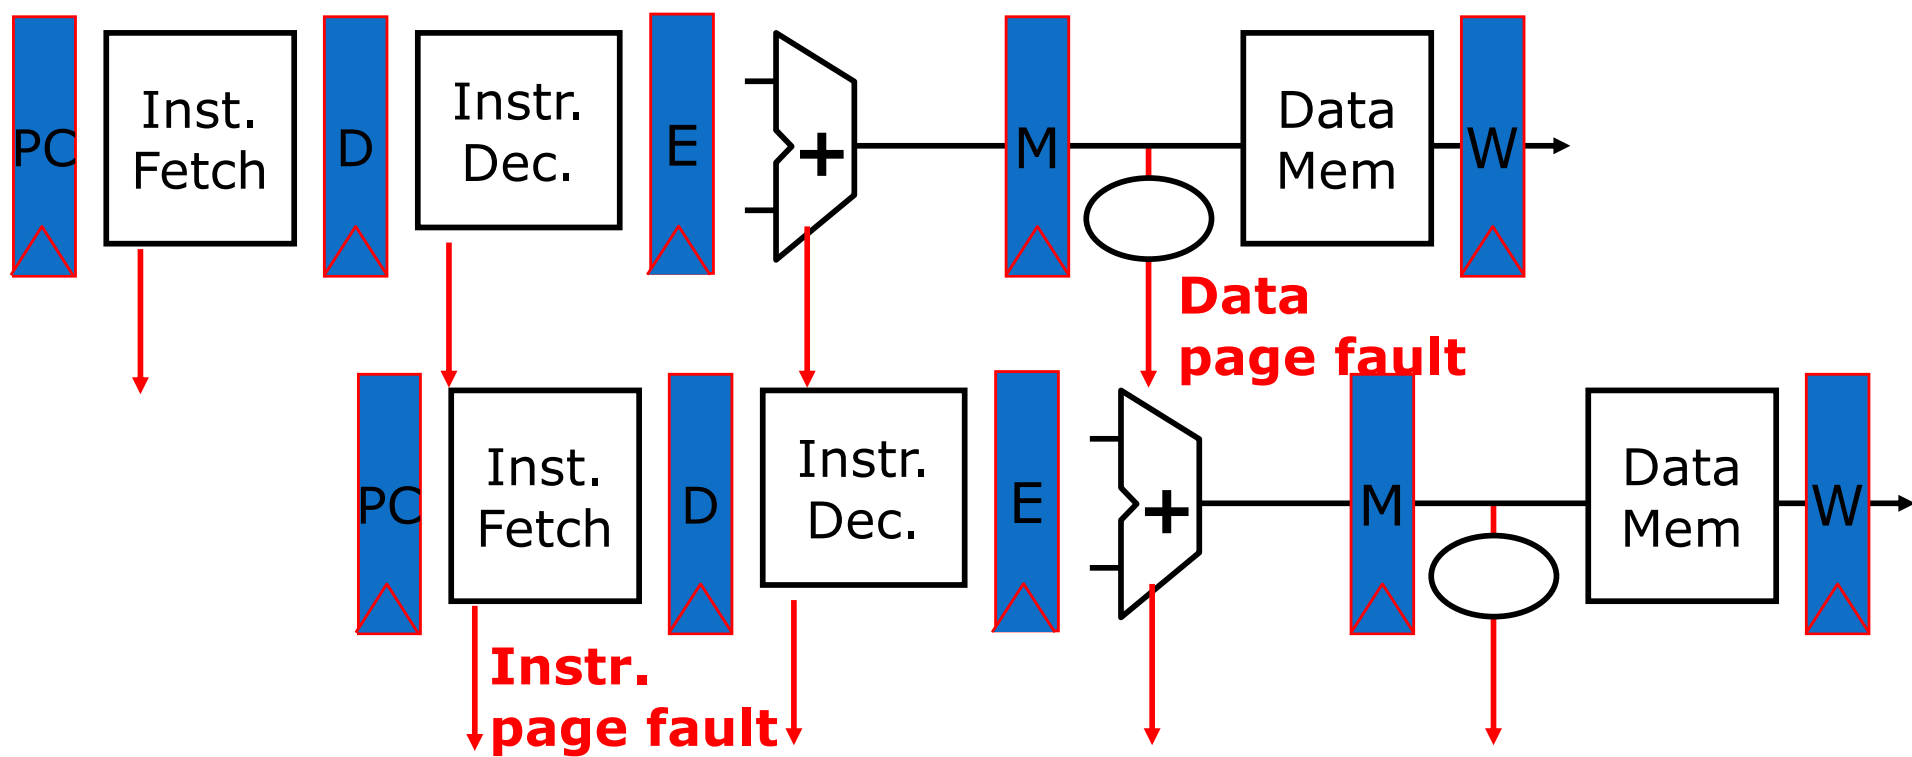 PC
Inst.
Fetch
D
Instr.
Dec.
E
+
M
Data
Mem
W
Data
page fault
PC
Inst.
Fetch
D
Instr.
Dec.
E
+
M
Data
Mem
W
Instr.
page fault